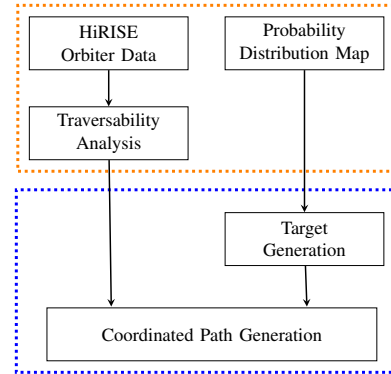 HiRISE
Orbiter Data
Probability
Distribution Map
Traversability
Analysis
Target
Generation
Coordinated Path Generation